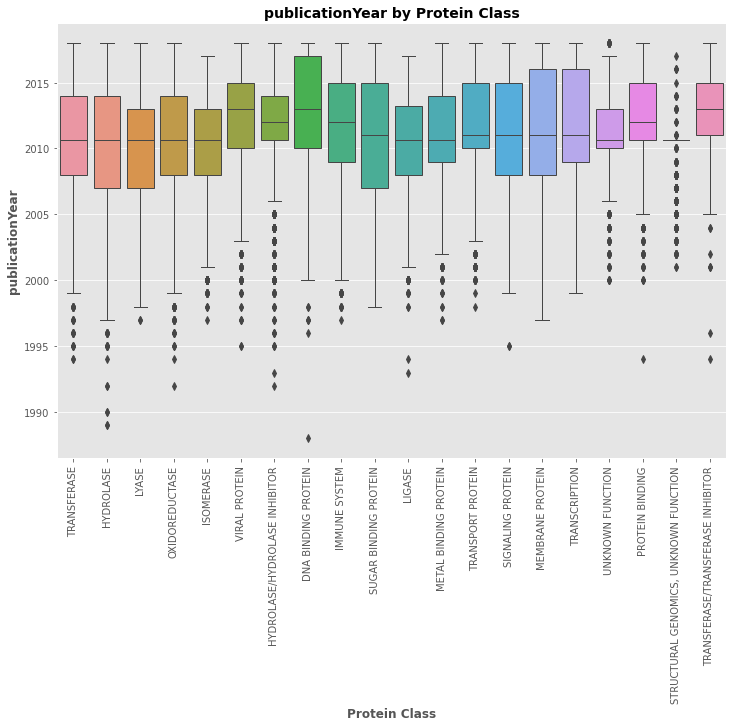 publicationYear by Protein Class
publicationYear
2015
2010
2005
2000
1995
1990
TRANSFERASE
HYDROLASE
LYASE
OXIDOREDUCTASE
ISOMERASE
VIRAL PROTEIN
HYDROLASE/HYDROLASE INHIBITOR
DNA BINDING PROTEIN
IMMUNE SYSTEM
SUGAR BINDING PROTEIN
LIGASE
METAL BINDING PROTEIN
TRANSPORT PROTEIN
SIGNALING PROTEIN
MEMBRANE PROTEIN
TRANSCRIPTION
UNKNOWN FUNCTION
PROTEIN BINDING
STRUCTURAL GENOMICS, UNKNOWN FUNCTION
TRANSFERASE/TRANSFERASE INHIBITOR
Protein Class